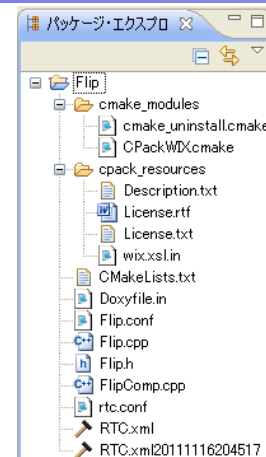 パッケージ・エクスプロ
Flip
cmake_modules
cmake_uninstall.cmake
CPackWIX.cmake
cpack_resources
Description.txt
License.rtf
License.txt
wix.xsl.in
CMakeLists.txt
Doxyfile.in
Flip.conf
Flip.cpp
Flip.h
FlipComp.cpp
rtc.conf
RTC.xml
RTC.xml20111116204517